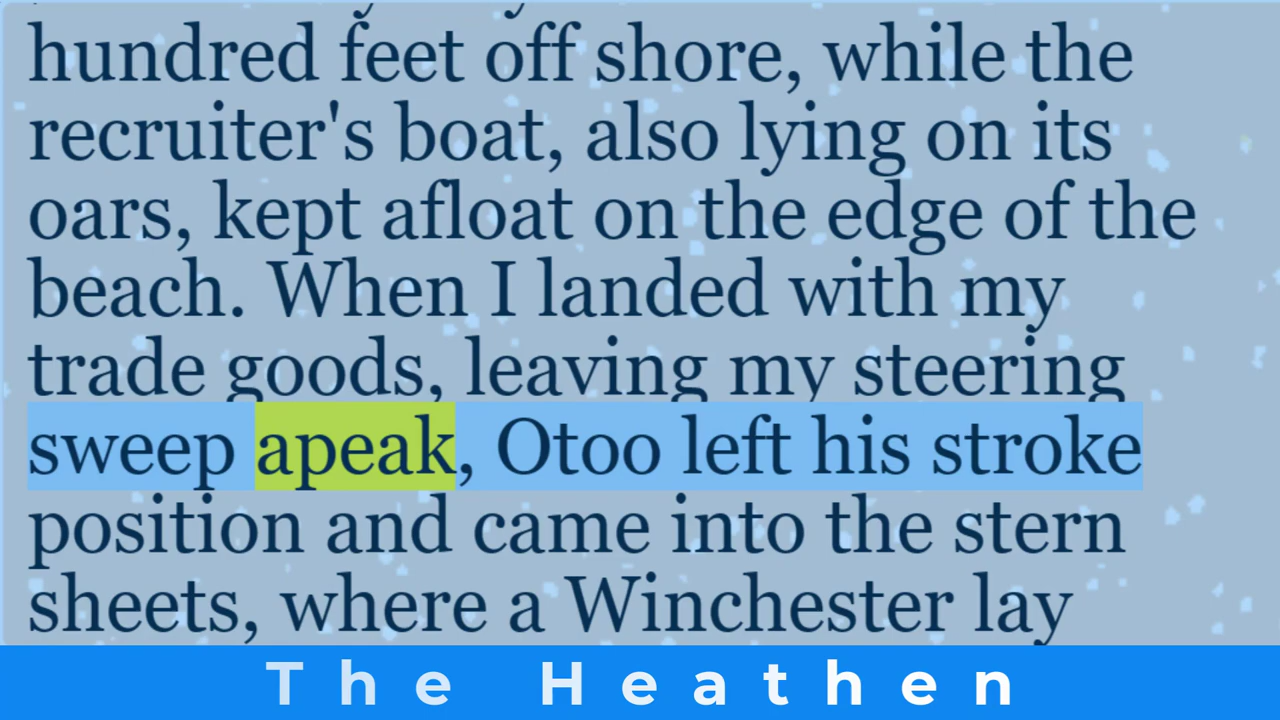 hundred feet off shore, while the
recruiter's boat, also lying on its
oars, kept afloat on the edge of the
beach. When I landed with my
trade goods, leaving my steering
sweep apeak, Otoo left his stroke
position and came into the stern
sheets, where a Winchester lay
The Heathen